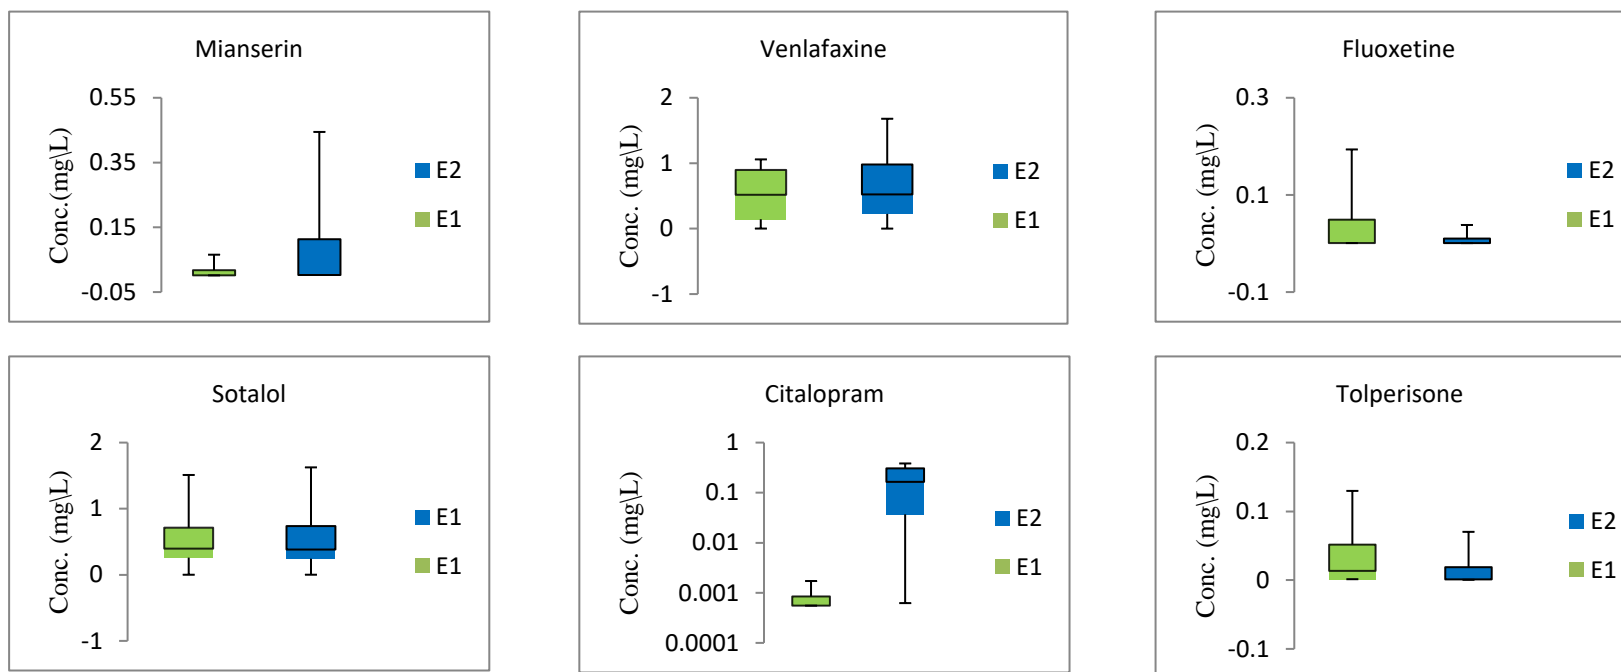 Mianserin
0.55
0.35
0.15
-0.05
Conc.(mg\L)
E2
E1
Venlafaxine
2
1
0
-1
Conc. (mg\L)
E2
E1
Fluoxetine
0.3
0.1
-0.1
Conc. (mg\L)
E2
E1
Sotalol
2
1
0
-1
Conc. (mg\L)
E1
E1
Citalopram
1
0.1
0.01
0.001
0.0001
Conc. (mg\L)
E2
E1
Tolperisone
0.2
0.1
0
-0.1
Conc. (mg\L)
E2
E1